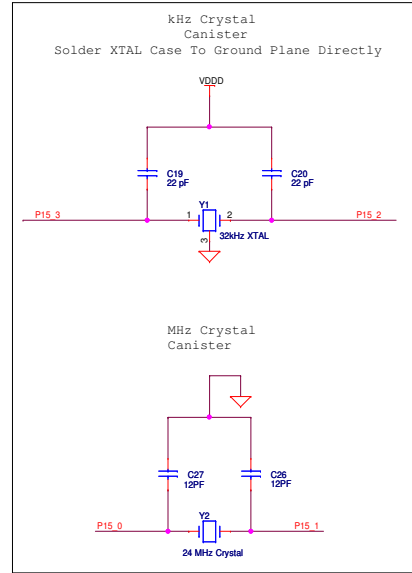 kHz Crystal
Canister
Solder XTAL Case To Ground Plane Directly
VDDD
C19
22 pF
C20
22 pF
P15_3
1
Y1
2
P15_2
3
32kHz XTAL
MHz Crystal
Canister
C27
12PF
C26
12PF
P15_0
Y2
P15_1
24 MHz Crystal